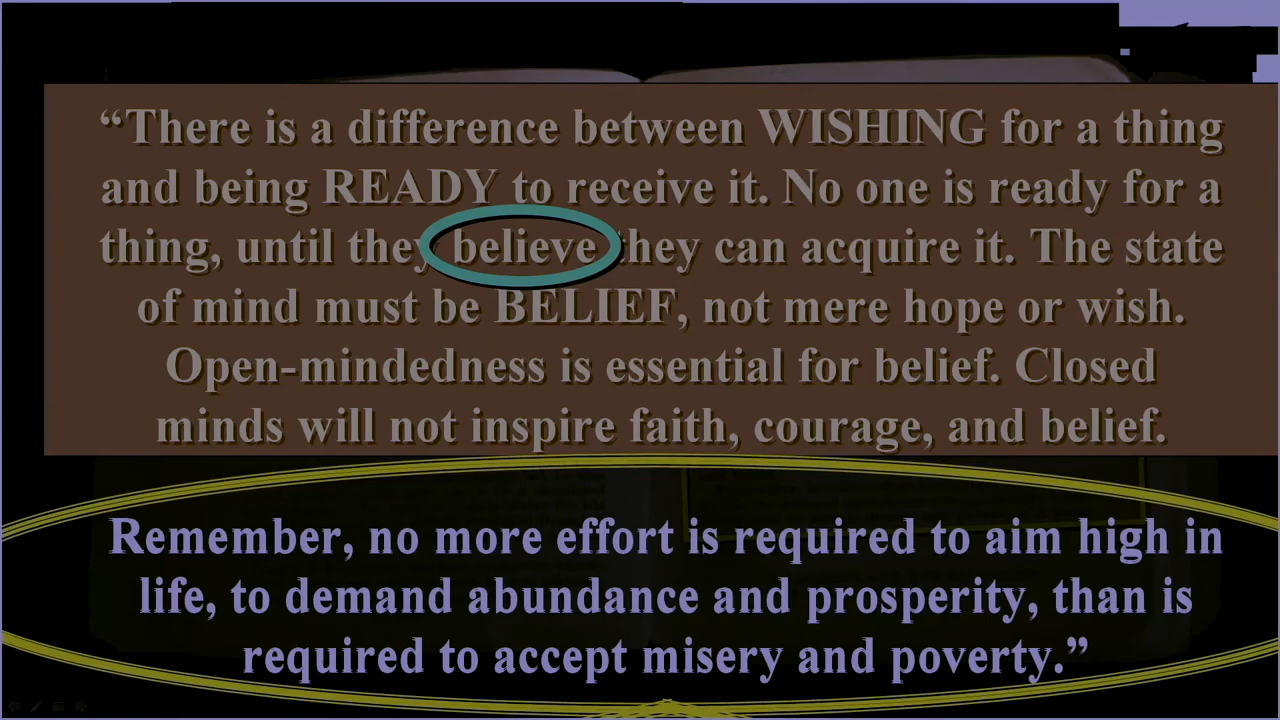 “There is a difference between WISHING for a thing
and being READY to receive it. No one is ready for a
thing, until they believe they can acquire it. The state
of mind must be BELIEF, not mere hope or wish.
Open-mindedness is essential for belief. Closed
minds will not inspire faith, courage, and belief.
Remember, no more effort is required to aim high in
life, to demand abundance and prosperity, than is
required to accept misery and poverty.”